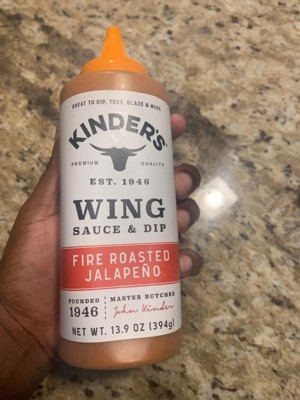 GREAT TO DIP, TOSS, GLAZE & MORE
KINDER'S™
PREMIUM QUALITY
EST. 1946
WING
SAUCE & DIP
FIRE ROASTED
JALAPEÑO
FOUNDED
1946
MASTER BUTCHER
John Kinder
NET WT. 13.9 OZ (394g)